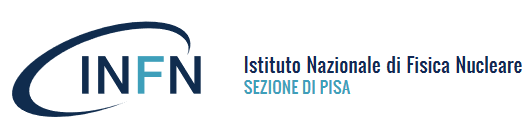 INFN
Istituto Nazionale di Fisica Nucleare
SEZIONE DI PISA